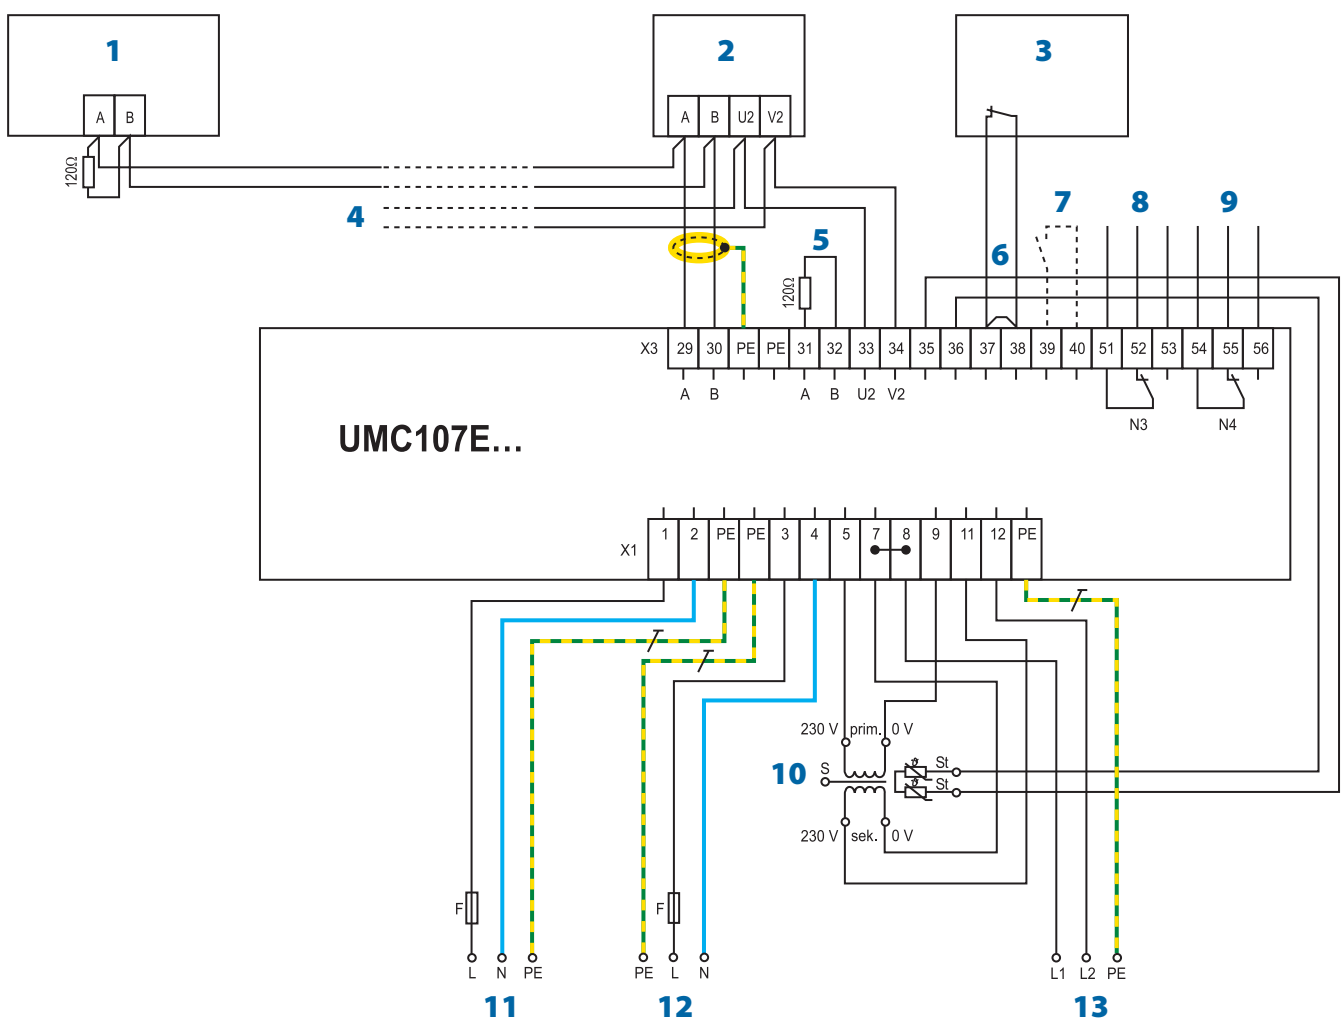 1 2 3
A B A B U2 V2
120Ω
4 5 6 7 8 9
120Ω
X3 29 30 PE PE 31 32 33 34 35 36 37 38 39 40 51 52 53 54 55 56
A B A B U2 V2
N3 N4
UMC107E...
X1 1 2 PE PE 3 4 5 7 8 9 11 12 PE
230 V prim. 0 V
10 S St
St
230 V sek. 0 V
F F
L N PE PE L N L1 L2 PE
11 12 13